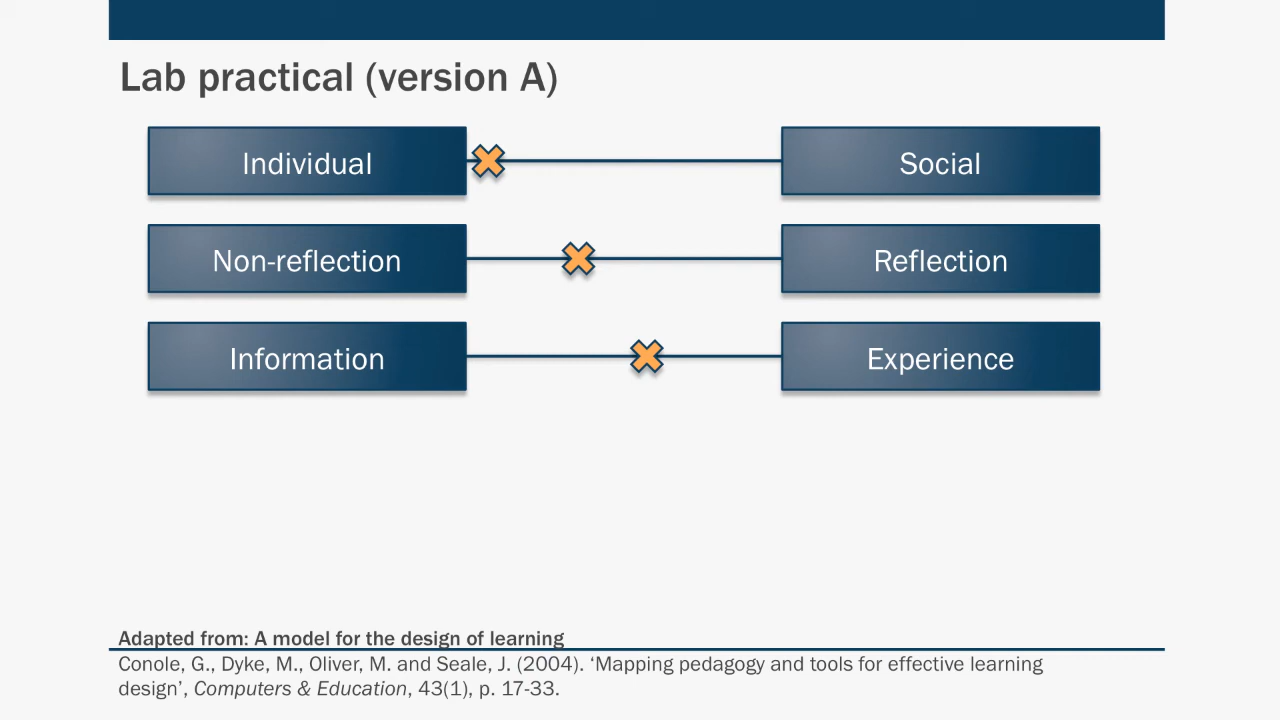 Lab practical (version A)
Individual
Social
Non-reflection
Reflection
Information
Experience
Adapted from: A model for the design of learning
Conole, G., Dyke, M., Oliver, M. and Seale, J. (2004). ‘Mapping pedagogy and tools for effective learning
design’, Computers & Education, 43(1), p. 17-33.